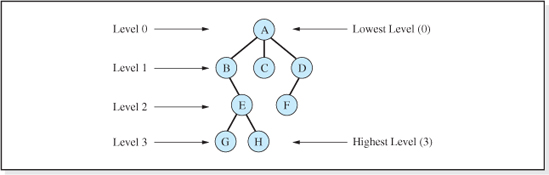 Level 0 A Lowest Level (0)
Level 1 B C D
Level 2 E F
Level 3 G H Highest Level (3)